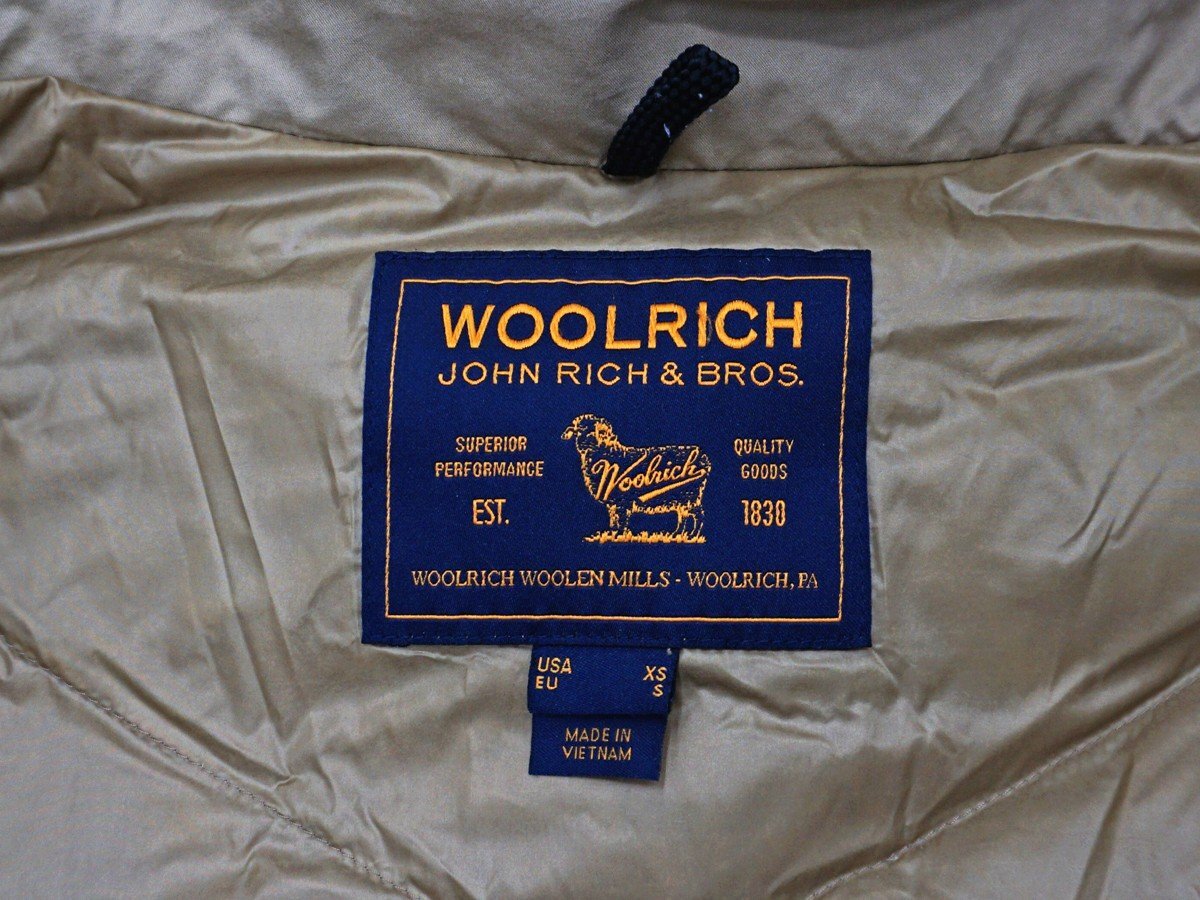 WOOLRICH
JOHN RICH & BROS.
SUPERIOR
PERFORMANCE
QUALITY
GOODS
Woolrich
EST.
1830
WOOLRICH WOOLEN MILLS - WOOLRICH, PA
USA XS
EU S
MADE IN
VIETNAM